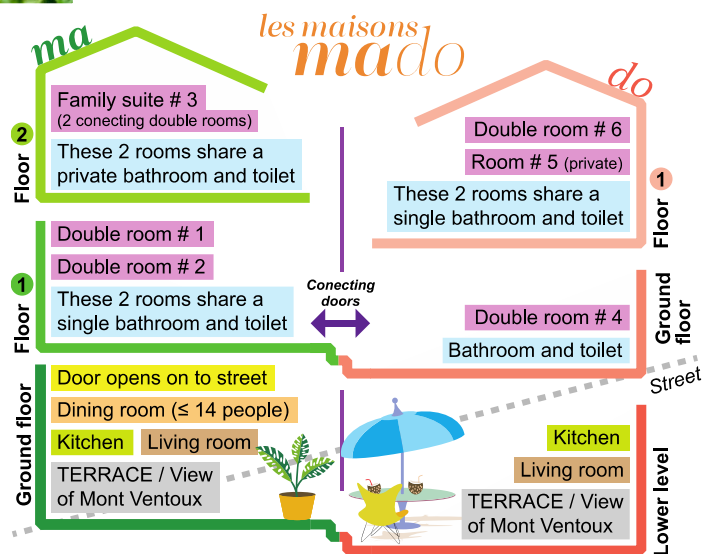 les maisons
mado
ma
2
Floor
Family suite # 3
(2 conecting double rooms)
These 2 rooms share a
private bathroom and toilet
1
Floor
Double room # 1
Double room # 2
These 2 rooms share a
single bathroom and toilet
Ground floor
Door opens on to street
Dining room (≤ 14 people)
Kitchen
Living room
TERRACE / View
of Mont Ventoux
Conecting
doors
do
Double room # 6
Room # 5 (private)
These 2 rooms share a
single bathroom and toilet
1
Floor
Double room # 4
Bathroom and toilet
Ground
floor
Street
Kitchen
Living room
TERRACE / View
of Mont Ventoux
Lower level